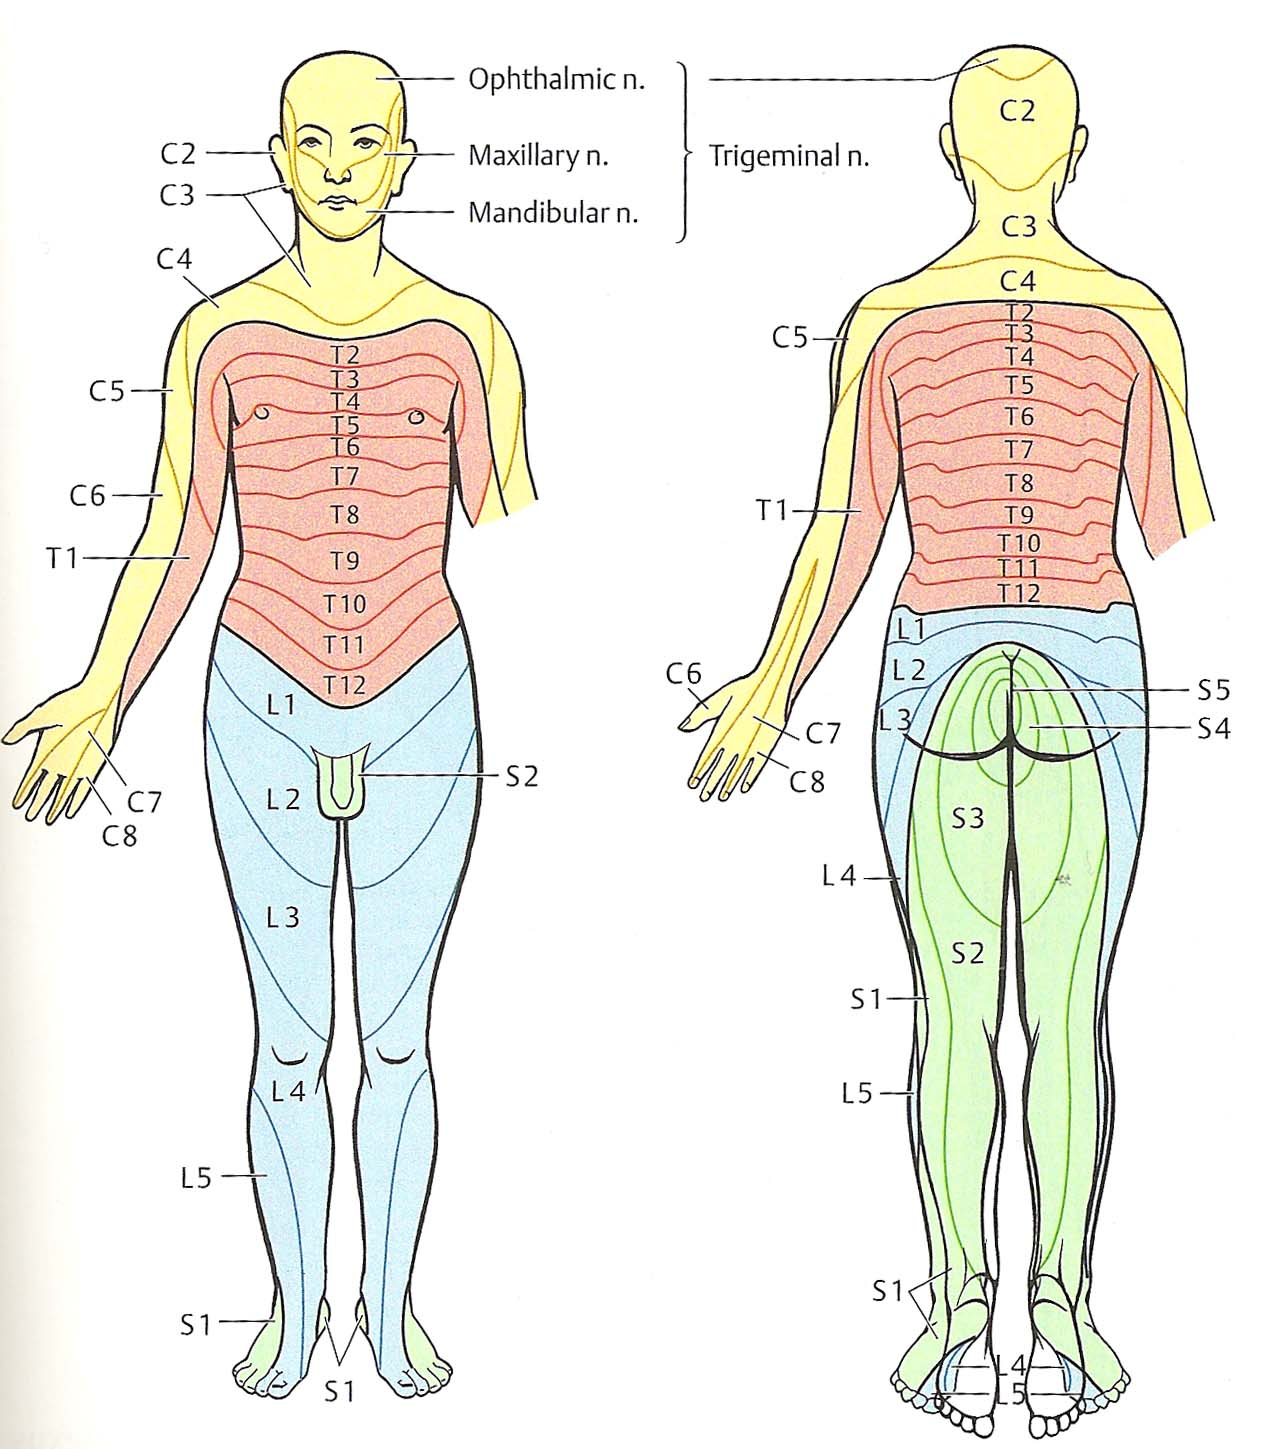 Ophthalmic n.
C2
Maxillary n.
Trigeminal n.
C3
Mandibular n.
C4
C5
C6
T1
T2
T3
T4
T5
T6
T7
T8
T9
T10
T11
T12
L1
L2
S2
C7
C8
L3
L4
L5
S1
S1
C2
C3
C4
T2
T3
C5
T4
T5
T6
T7
T8
T1
T9
T10
T11
T12
L1
L2
C6
S5
L3
S4
C7
C8
S3
L4
S2
S1
L5
S1
L4
L5